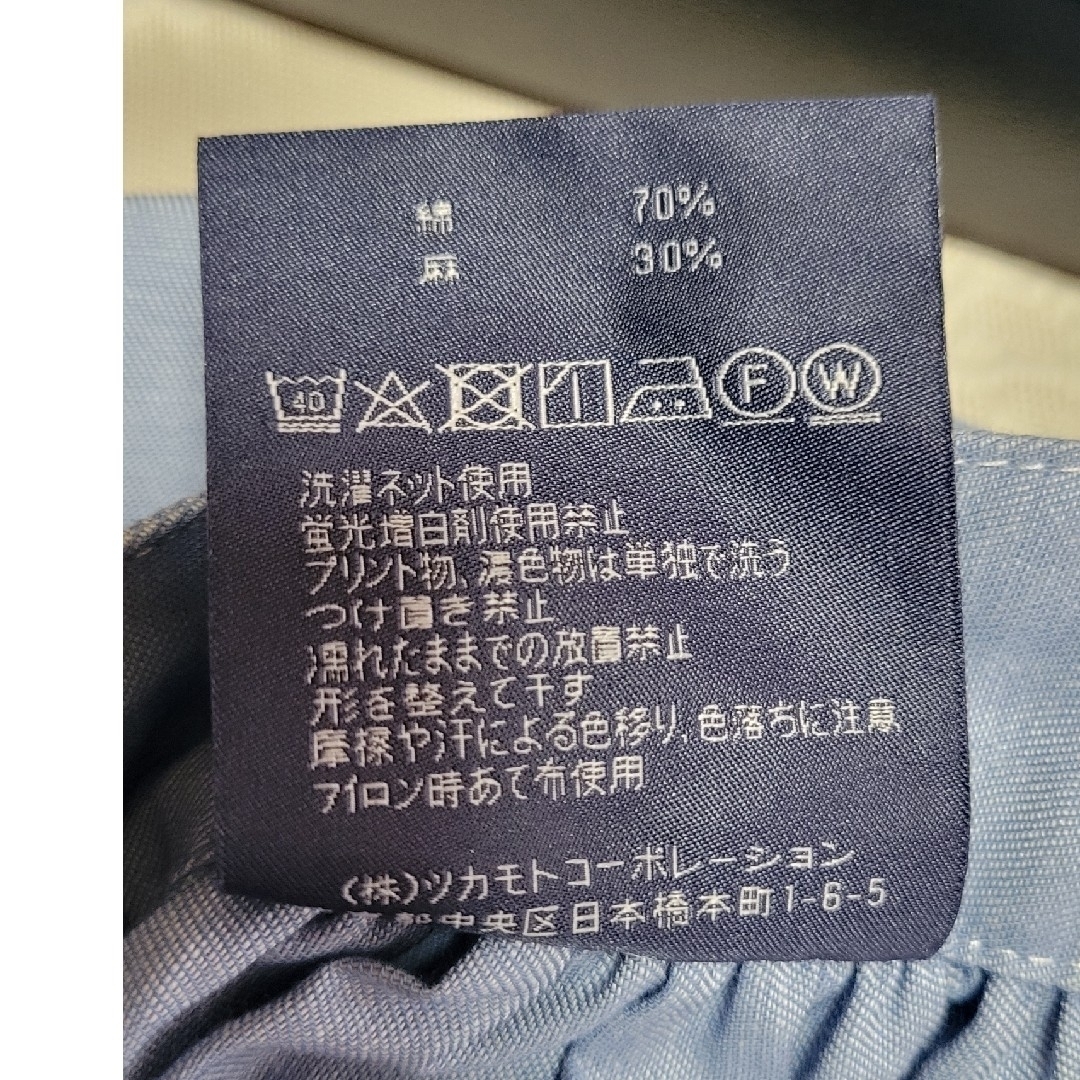 綿 70%
麻 30%
40 F W
洗濯ネット使用
蛍光増白剤使用禁止
プリント物、濃色物は単独で洗う
つけ置き禁止
濡れたままでの放置禁止
形を整えて干す
摩擦や汗による色移り、色落ちに注意
アイロン時あて布使用
(株)ツカモトコーポレーション
京都中央区日本橋本町1-6-5